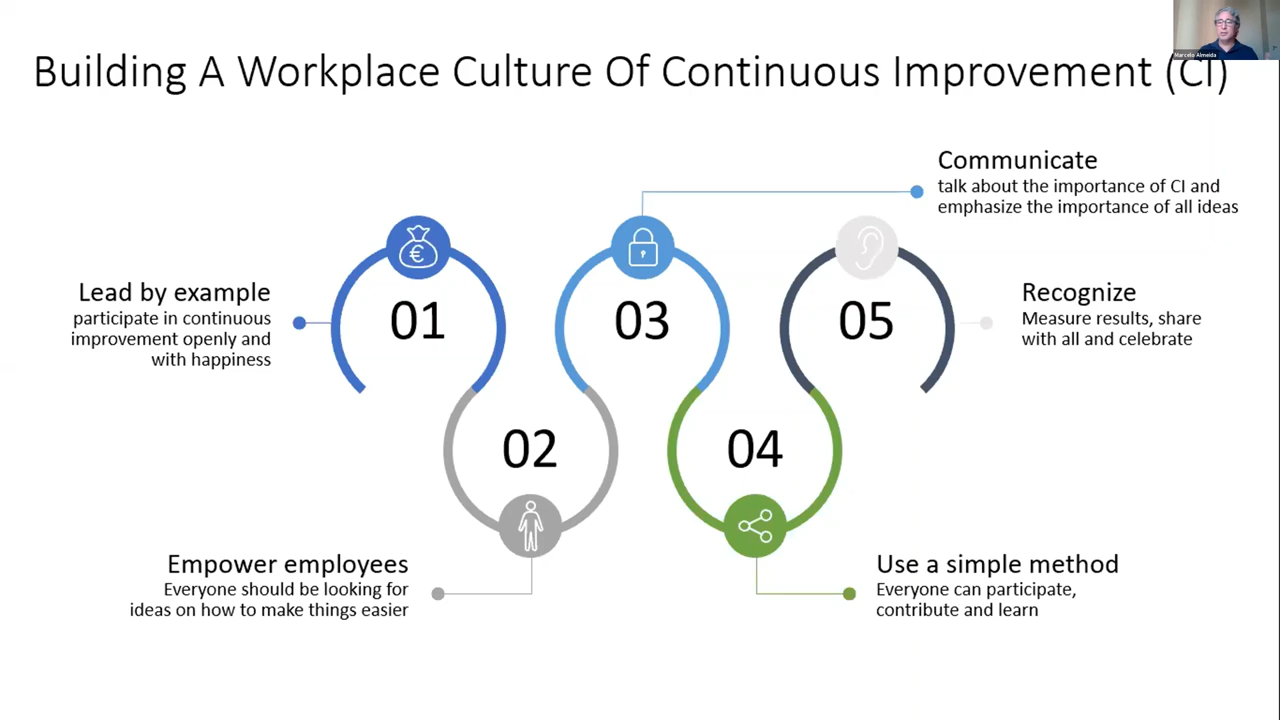 Building A Workplace Culture Of Continuous Improvement (CI)
Marcelo Almeida
Communicate
talk about the importance of CI and
emphasize the importance of all ideas
Lead by example
participate in continuous
improvement openly and
with happiness
01
03
05
Recognize
Measure results, share
with all and celebrate
02
04
Empower employees
Everyone should be looking for
ideas on how to make things easier
Use a simple method
Everyone can participate,
contribute and learn
€